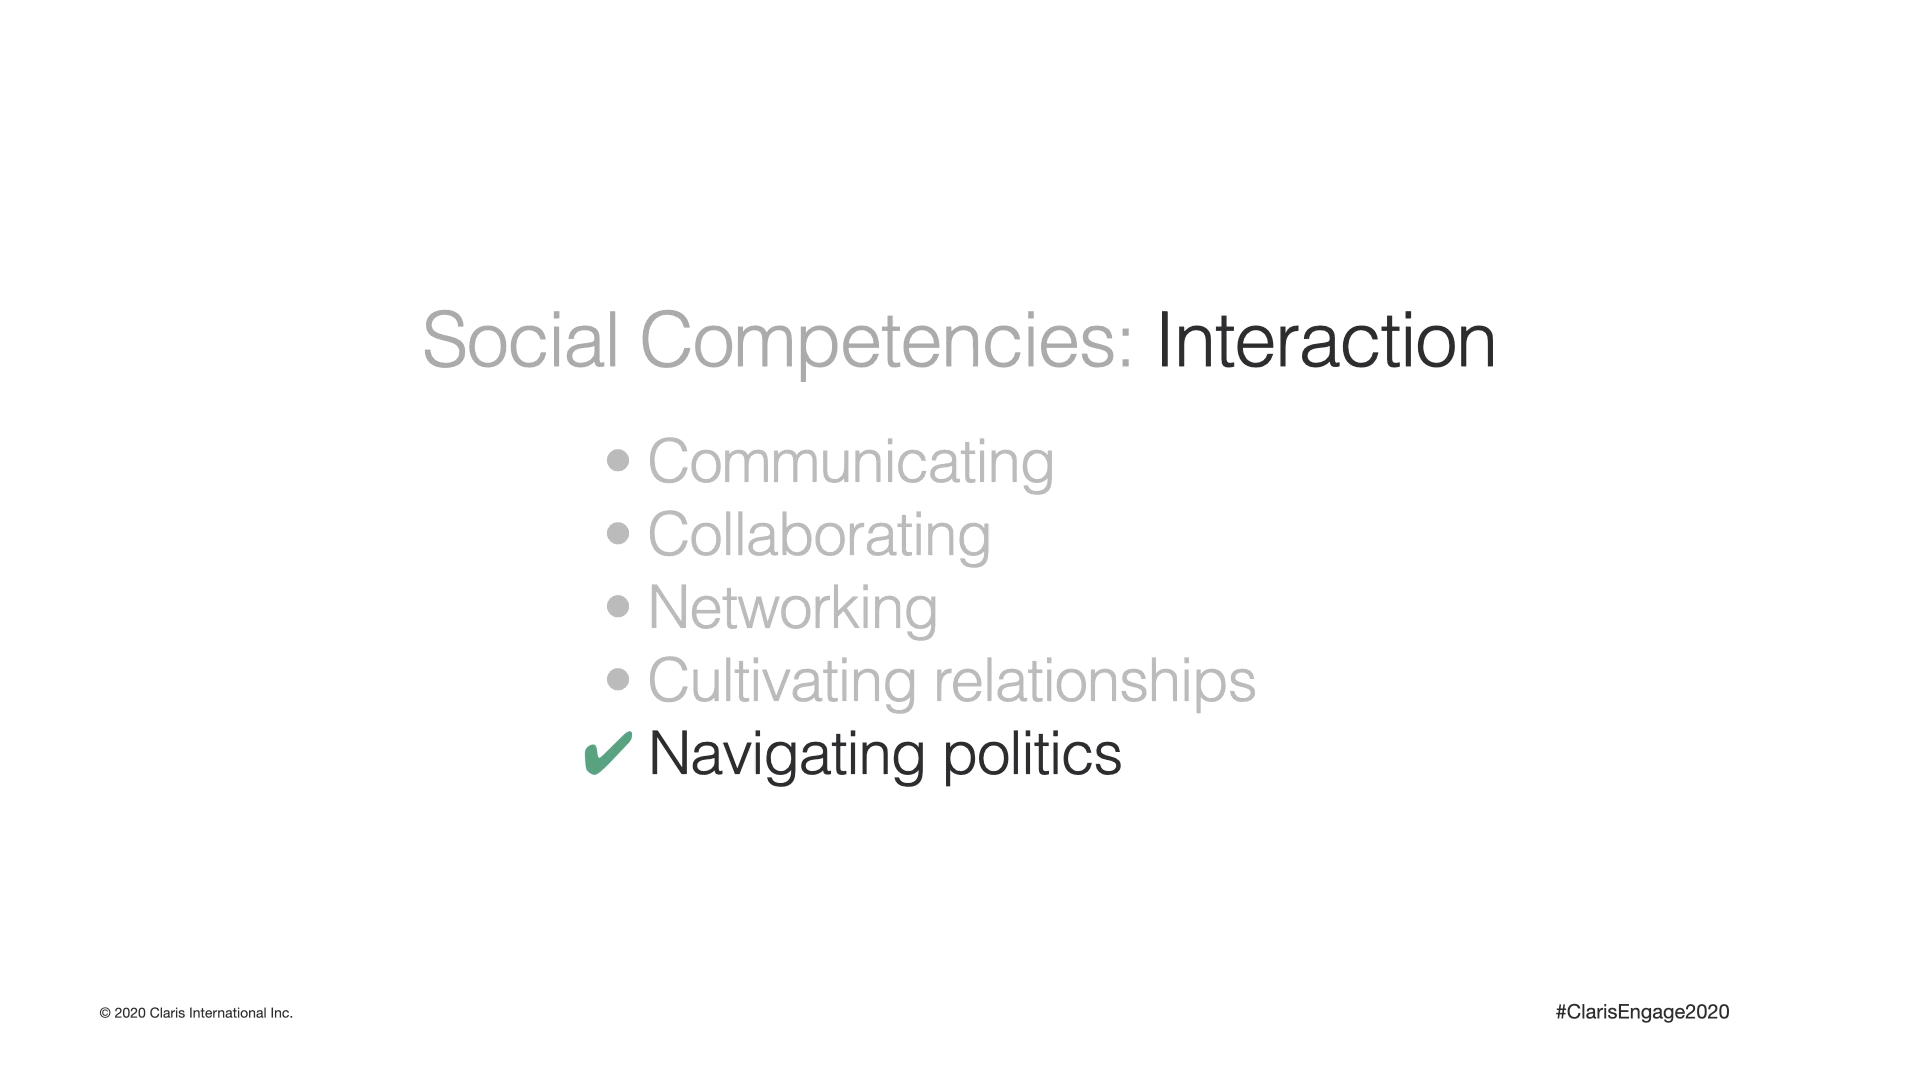 Social Competencies: Interaction
• Communicating
• Collaborating
• Networking
• Cultivating relationships
✔ Navigating politics
© 2020 Claris International Inc.
#ClarisEngage2020